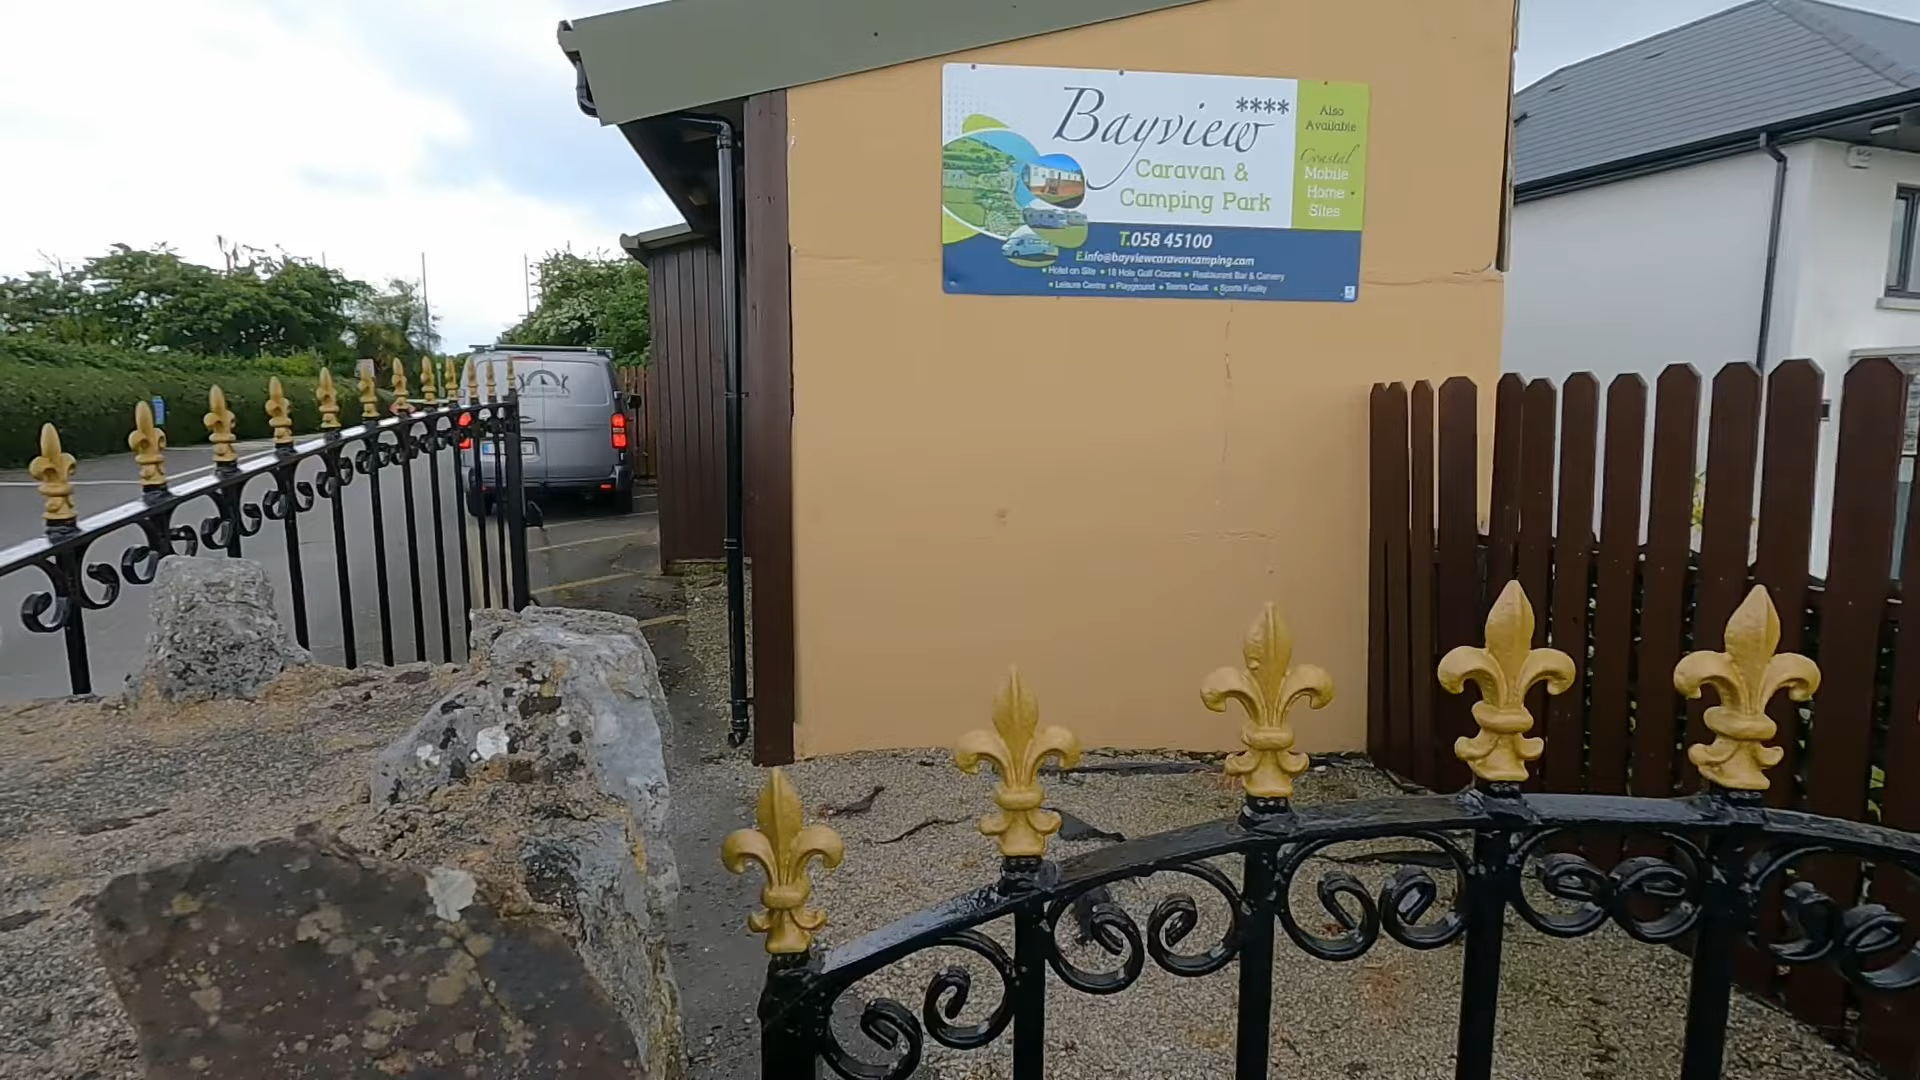 Bayview ****
Caravan &
Camping Park
Also
Available
Coastal
Mobile
Home
Sites
T.058 45100
E.info@bayviewcaravancamping.com
• Hotel on Site • 18 Hole Golf Course • Restaurant Bar & Carvery
• Leisure Centre • Playground • Tennis Court • Sports Facility